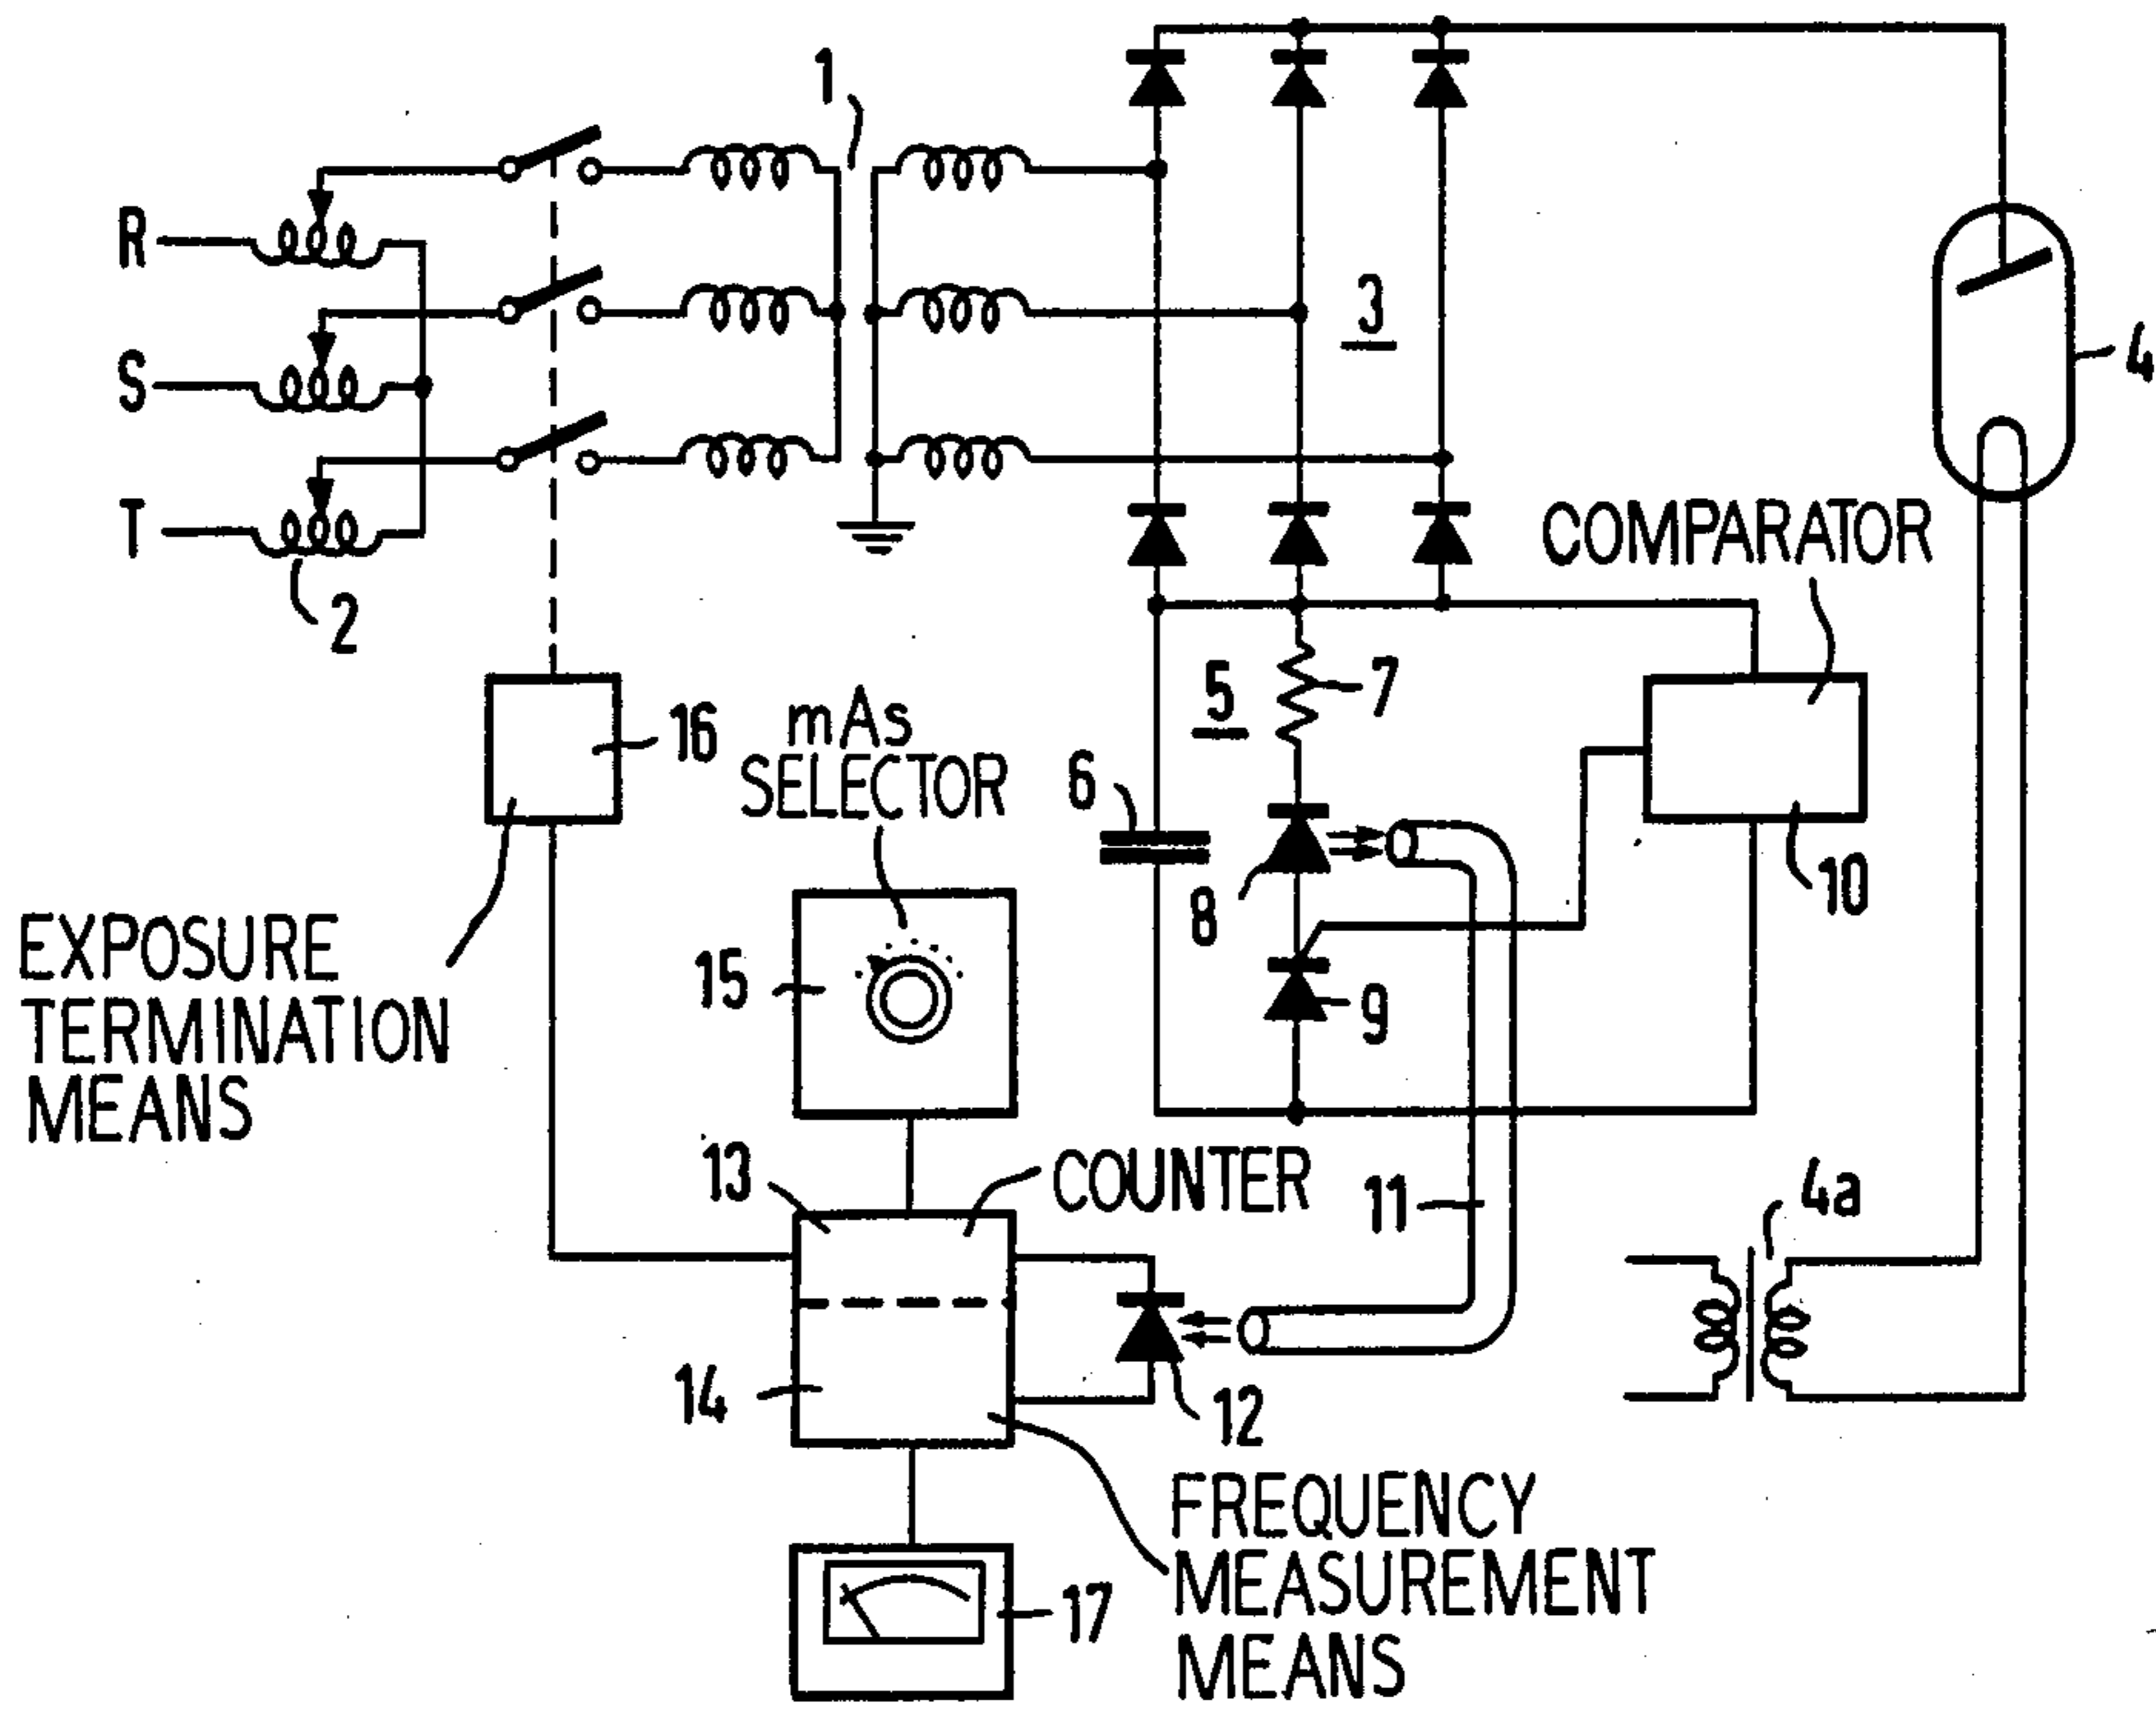 1
R
3
S
4
T
COMPARATOR
2
5
7
16
mAs
SELECTOR
6
10
8
EXPOSURE
TERMINATION
MEANS
15
9
13
COUNTER
11
4a
14
12
FREQUENCY
MEASUREMENT
MEANS
17